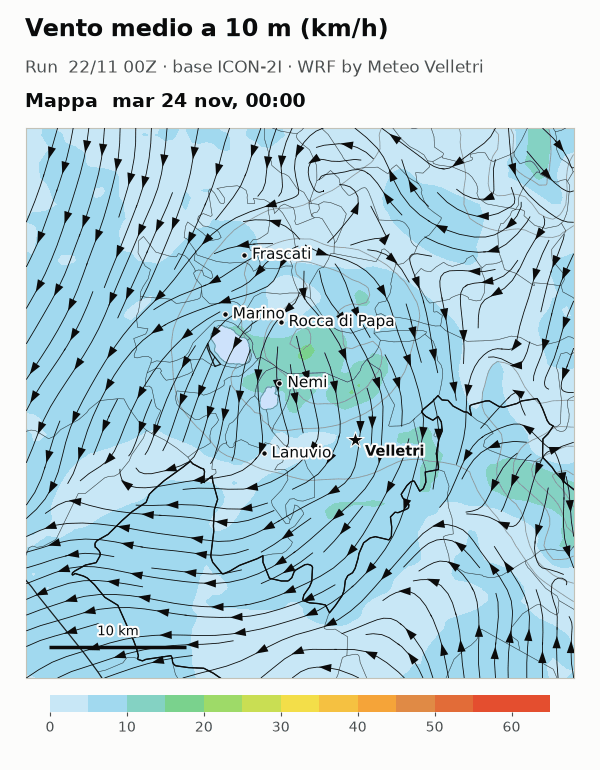 Vento medio a 10 m (km/h)
Run 22/11 00Z · base ICON-2I · WRF by Meteo Velletri
Mappa mar 24 nov, 00:00
Frascati
Marino
Rocca di Papa
Nemi
Velletri
Lanuvio
10 km
0 10 20 30 40 50 60